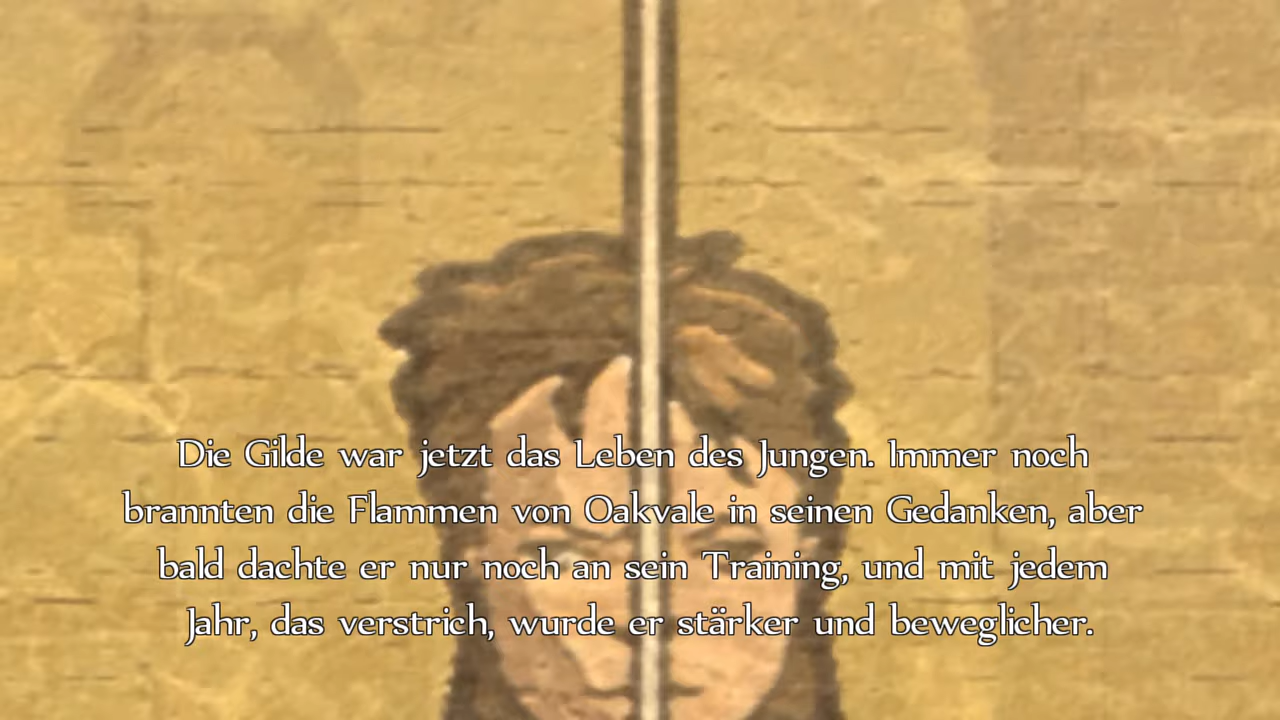 Die Gilde war jetzt das Leben des Jungen. Immer noch
brannten die Flammen von Oakvale in seinen Gedanken, aber
bald dachte er nur noch an sein Training, und mit jedem
Jahr, das verstrich, wurde er stärker und beweglicher.